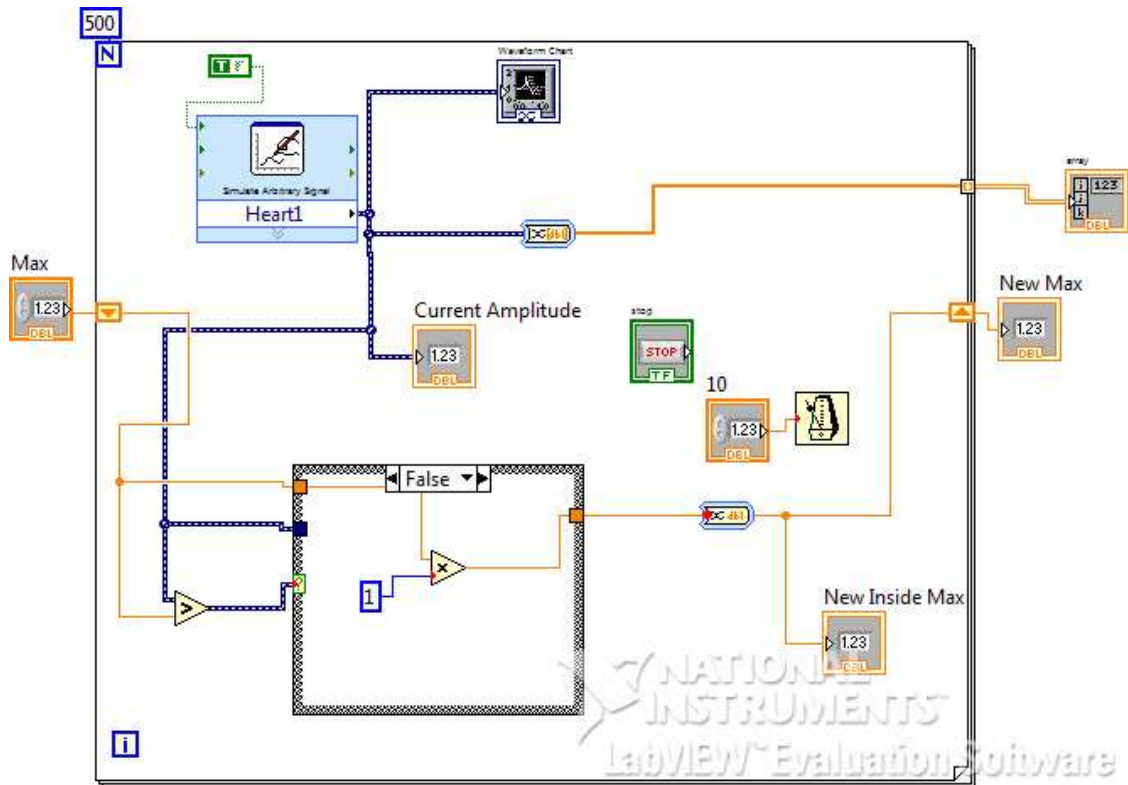 500
N
Waveform Chart
T F
Simulate Arbitrary Signal
Heart1
array
i 123
j
k
DBL
Max
1.23
DBL
Current Amplitude
1.23
DBL
stop
STOP
TF
New Max
1.23
DBL
10
1.23
DBL
False
dbl
?
×
1
>
New Inside Max
1.23
DBL
i
NATIONAL
INSTRUMENTS
LabVIEW™ Evaluation Software